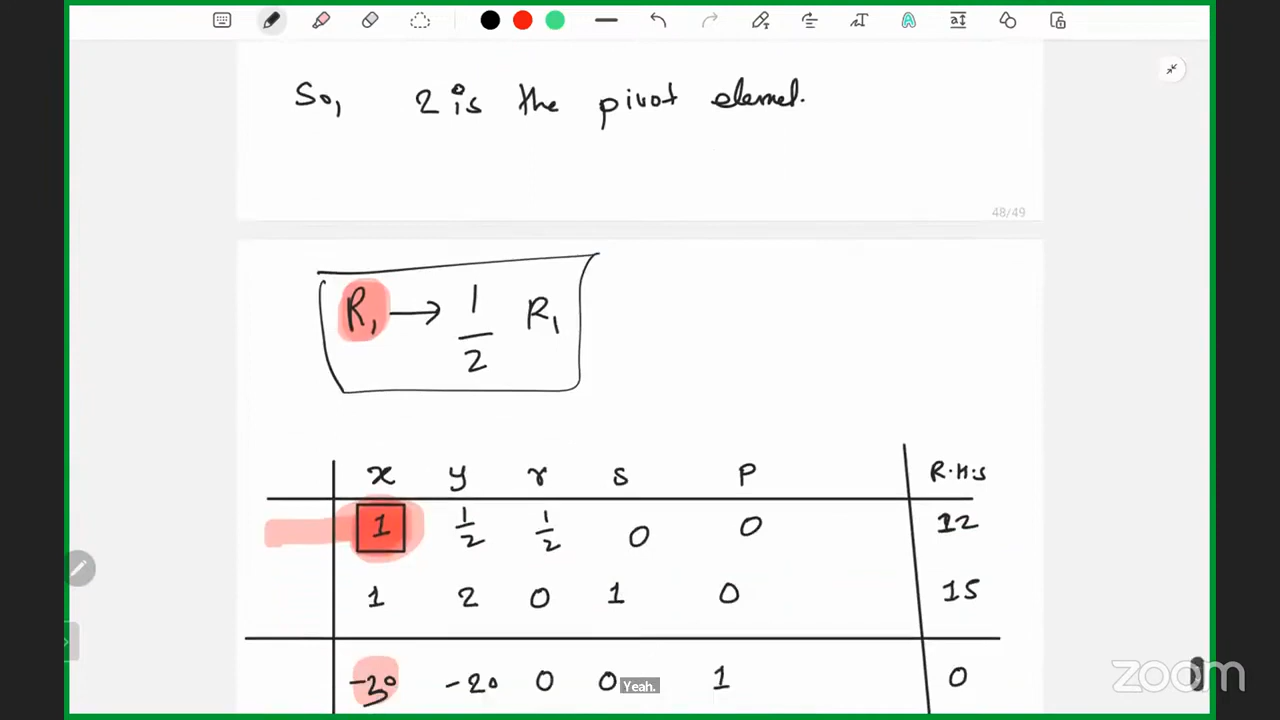 So, 2 is the pivot elemet.
48/49
R₁ → 1/2 R₁
x y r s P R.H.S
1 1/2 1/2 0 0 12
1 2 0 1 0 15
-30 -20 0 0 1 0
Yeah.
zoom